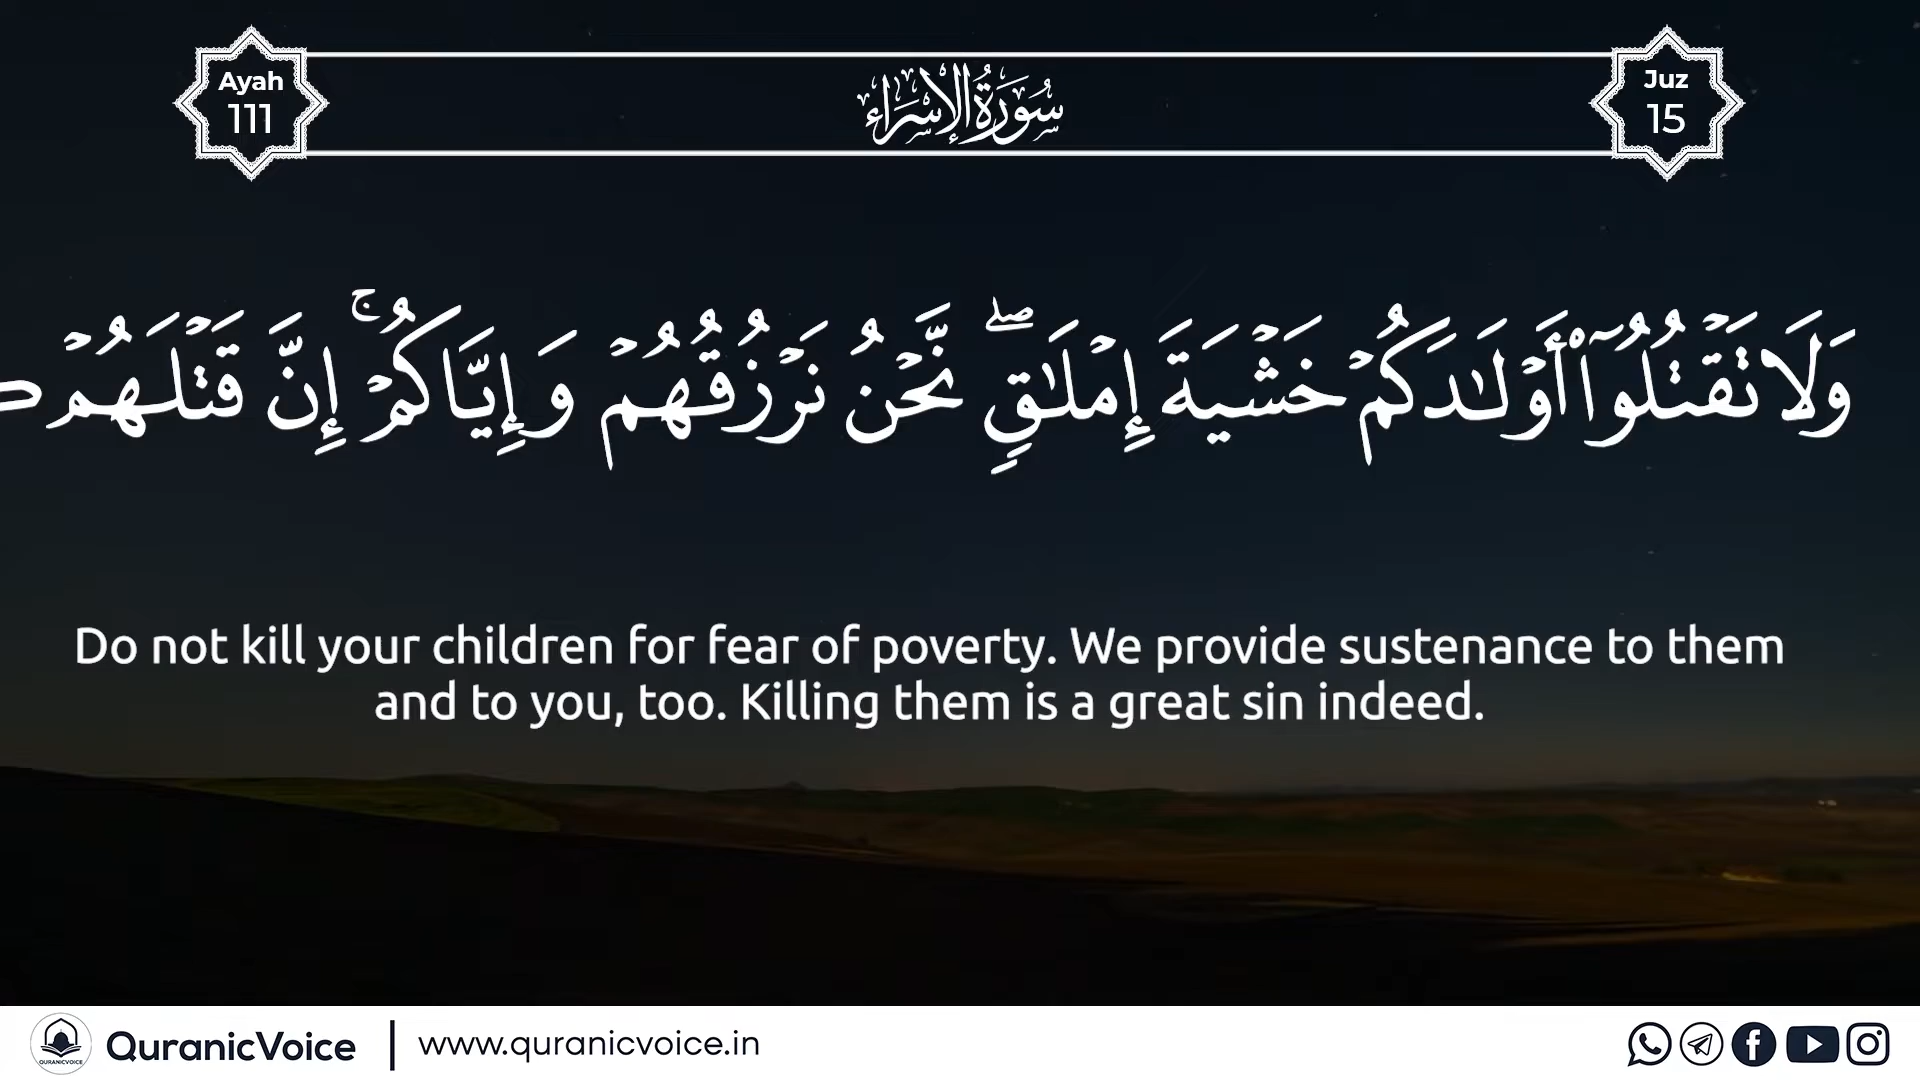 Ayah
111
سُورَةُ الإِسْرَاء
Juz
15
وَلَا تَقۡتُلُوٓاْ أَوۡلَٰدَكُمۡ خَشۡيَةَ إِمۡلَٰقٖۖ نَّحۡنُ نَرۡزُقُهُمۡ وَإِيَّاكُمۡۚ إِنَّ قَتۡلَهُمۡ
Do not kill your children for fear of poverty. We provide sustenance to them
and to you, too. Killing them is a great sin indeed.
QURANICVOICE
QuranicVoice | www.quranicvoice.in